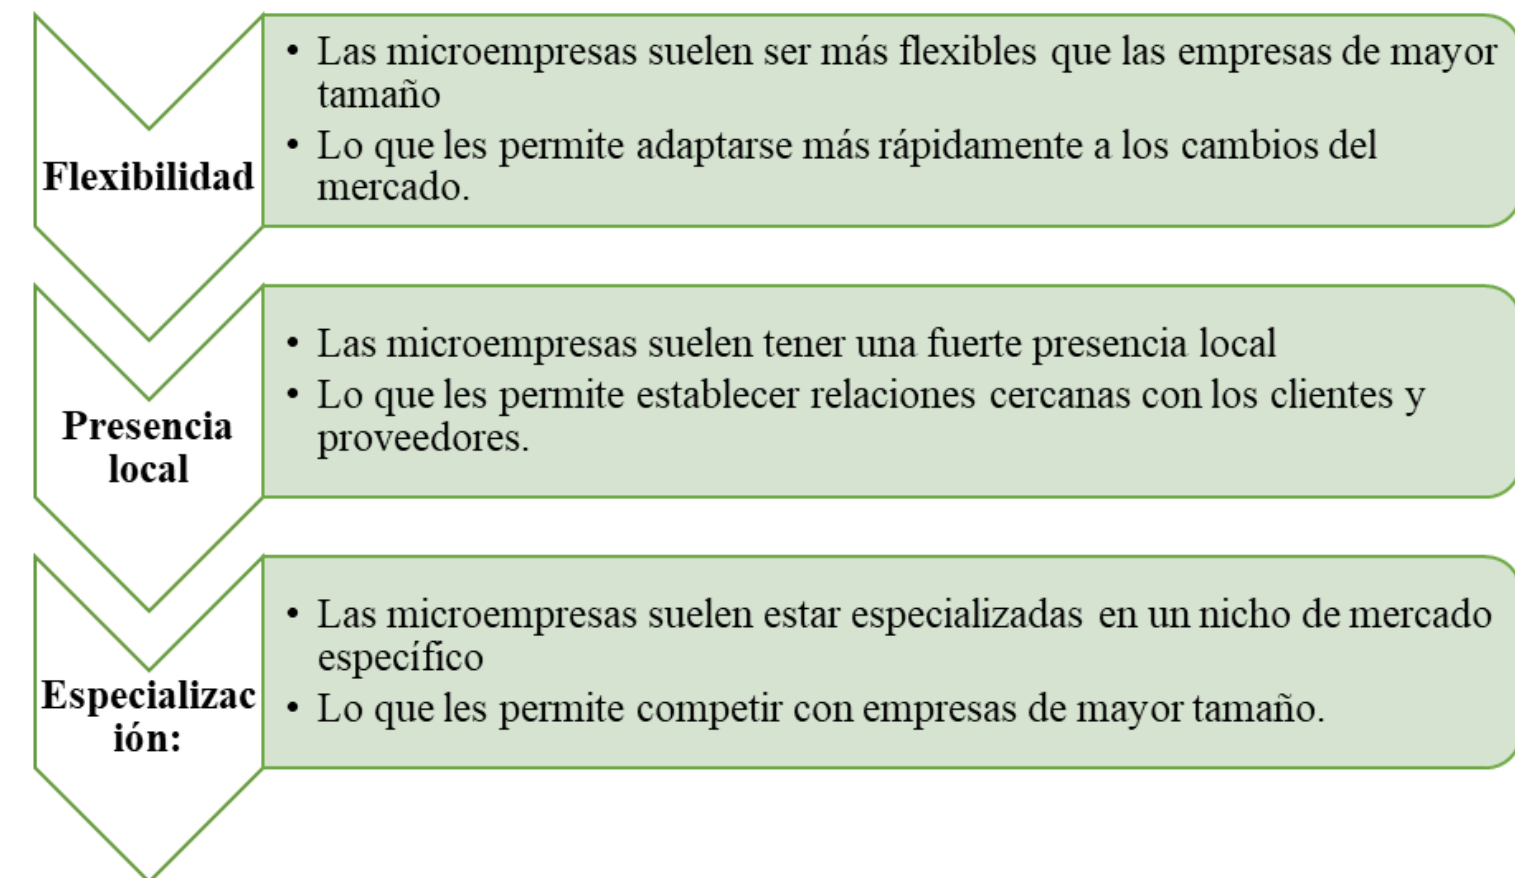 Flexibilidad
• Las microempresas suelen ser más flexibles que las empresas de mayor
tamaño
• Lo que les permite adaptarse más rápidamente a los cambios del
mercado.
Presencia
local
• Las microempresas suelen tener una fuerte presencia local
• Lo que les permite establecer relaciones cercanas con los clientes y
proveedores.
Especializac
ión:
• Las microempresas suelen estar especializadas en un nicho de mercado
específico
• Lo que les permite competir con empresas de mayor tamaño.